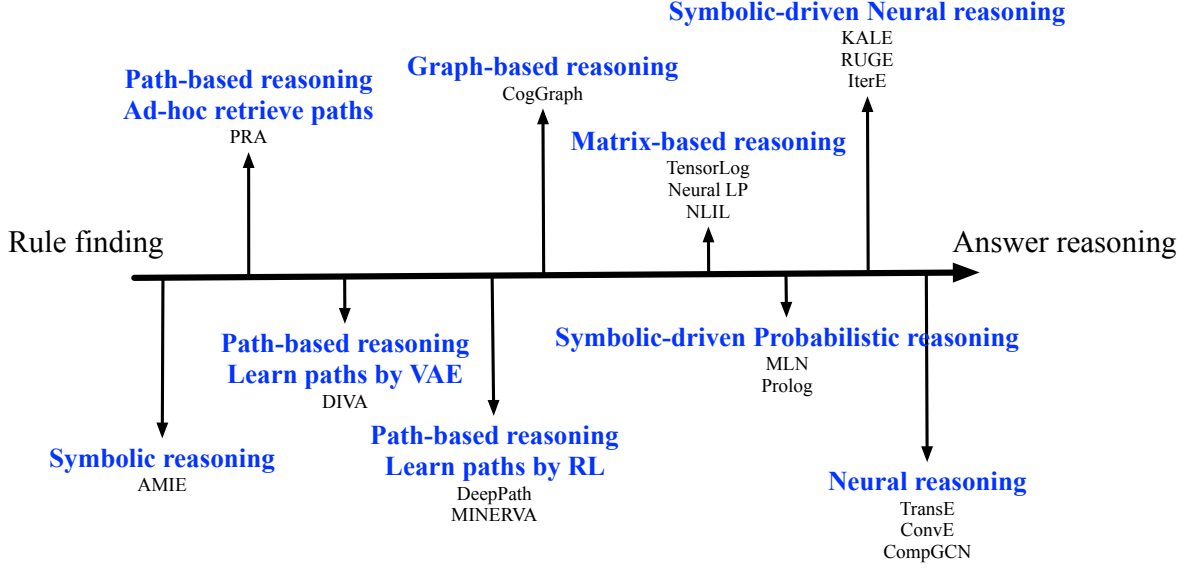 Symbolic-driven Neural reasoning
KALE
RUGE
IterE
Graph-based reasoning
CogGraph
Path-based reasoning
Ad-hoc retrieve paths
PRA
Matrix-based reasoning
TensorLog
Neural LP
NLIL
Rule finding
Answer reasoning
Path-based reasoning
Learn paths by VAE
DIVA
Symbolic-driven Probabilistic reasoning
MLN
Prolog
Symbolic reasoning
AMIE
Path-based reasoning
Learn paths by RL
DeepPath
MINERVA
Neural reasoning
TransE
ConvE
CompGCN